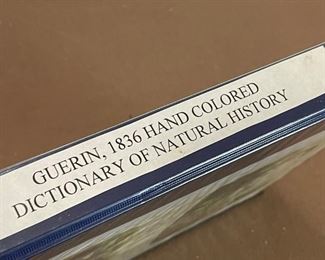 GUERIN, 1836 HAND COLORED
DICTIONARY OF NATURAL HISTORY